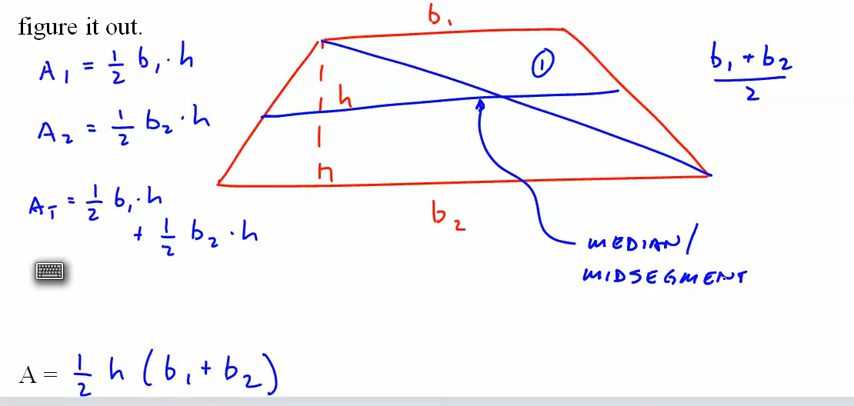 figure it out.
b₁
A₁ = ½ b₁ · h
①
b₁ + b₂
2
h
A₂ = ½ b₂ · h
h
A_T = ½ b₁ · h
+ ½ b₂ · h
b₂
MEDIAN/
MIDSEGMENT
A = ½ h (b₁ + b₂)